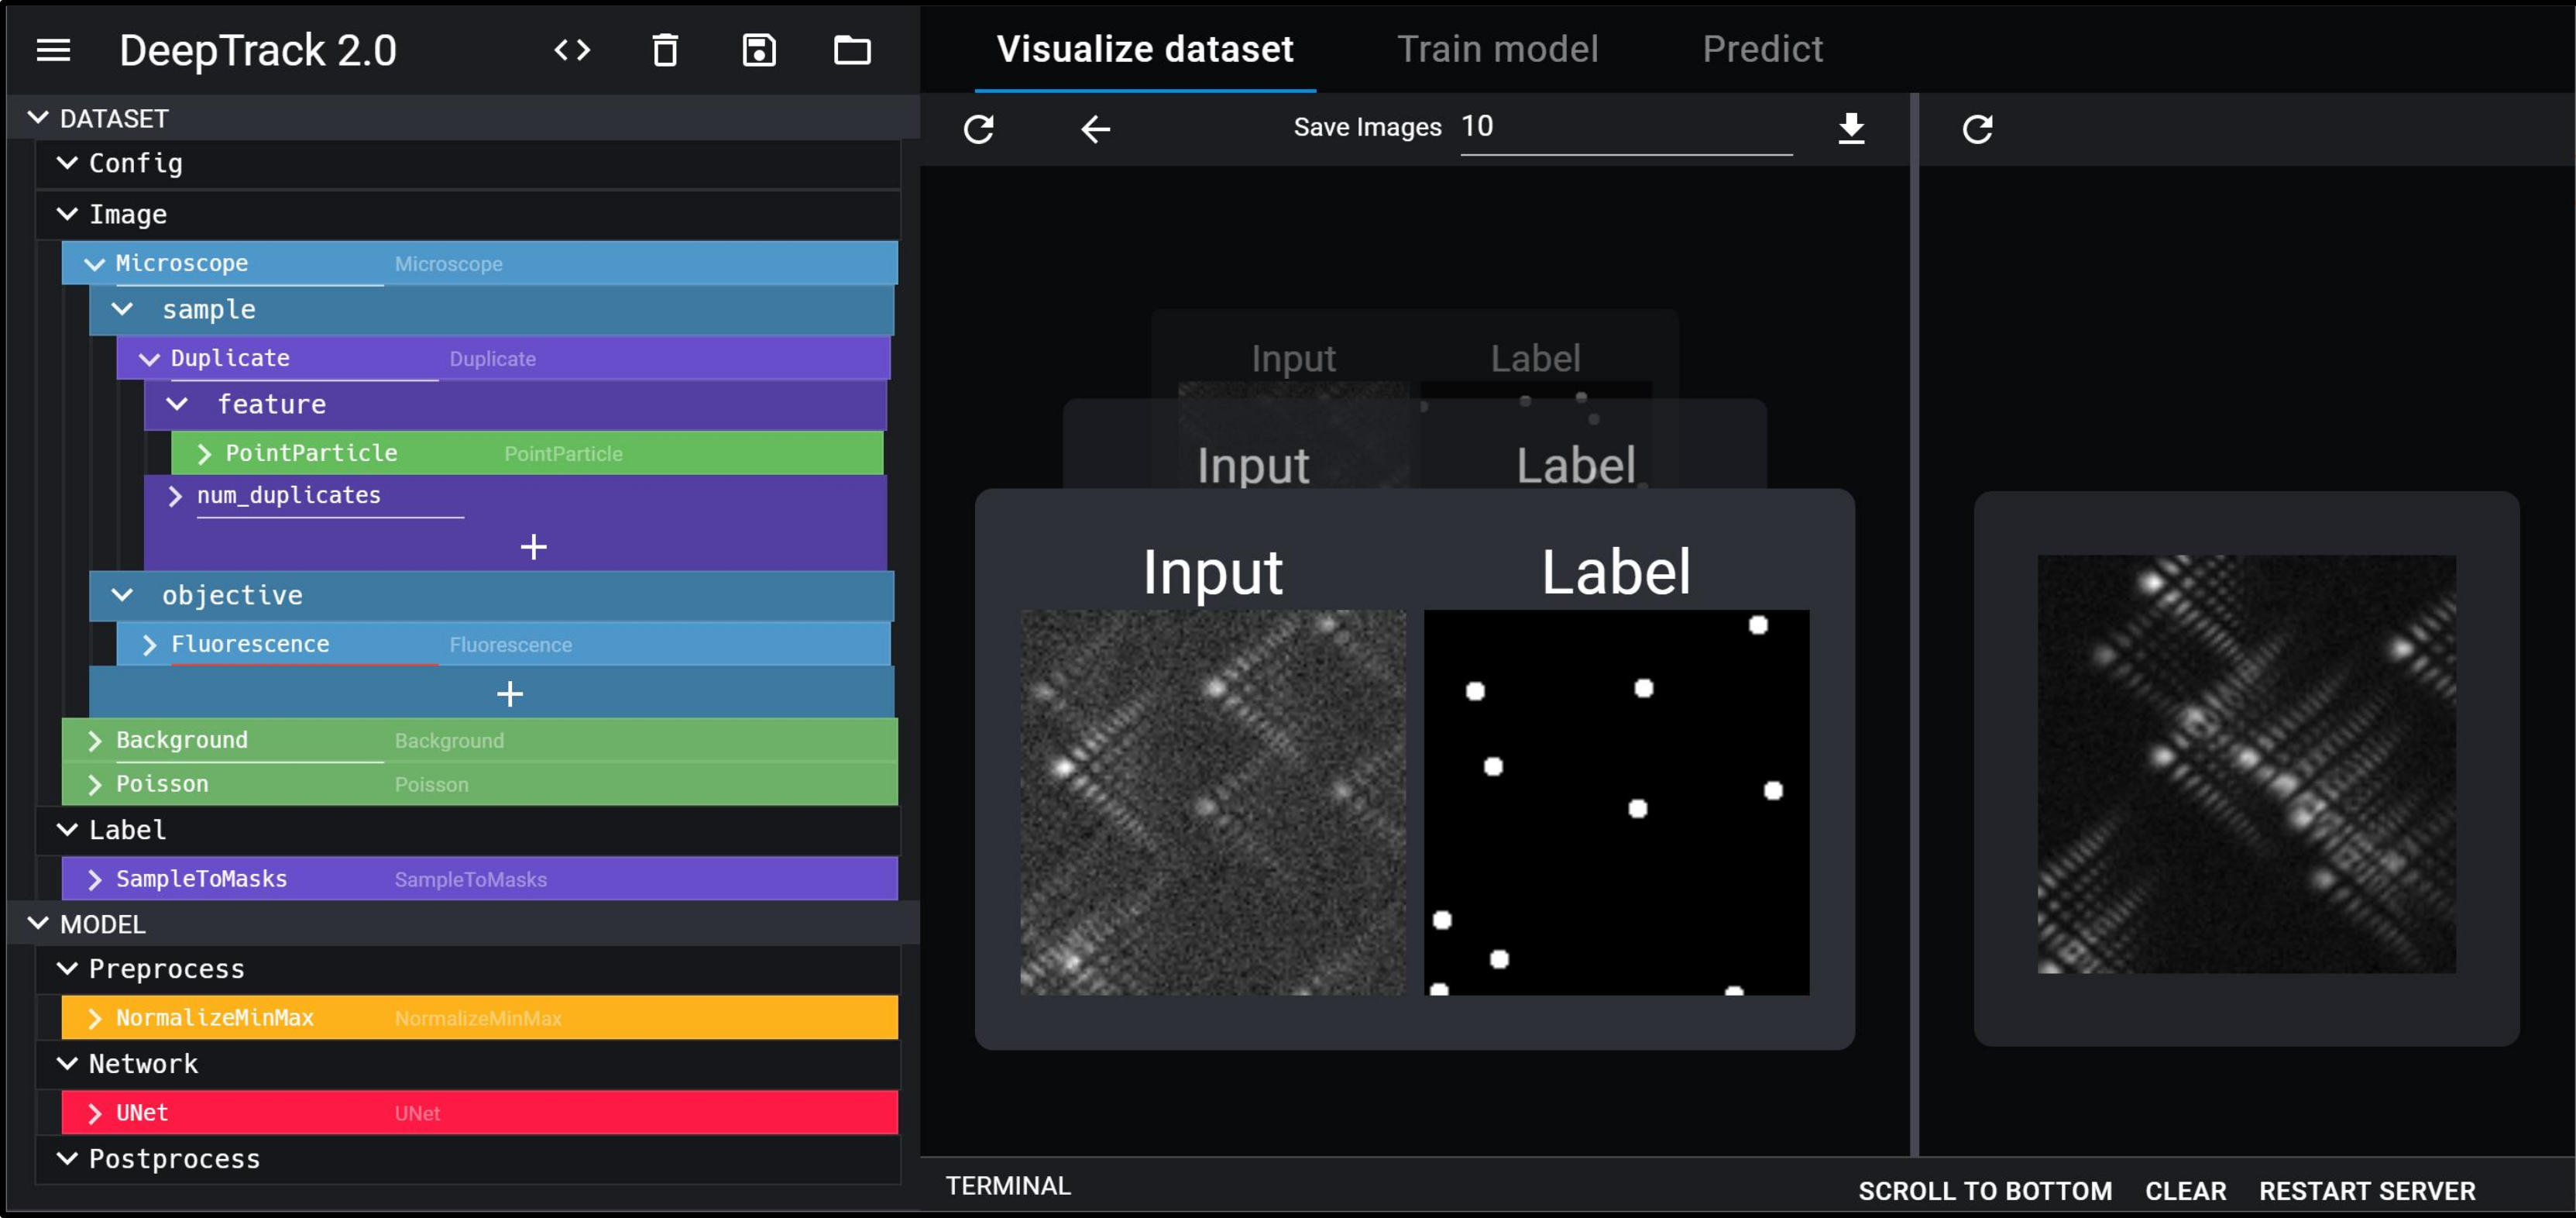 DeepTrack 2.0
DATASET
Config
Image
Microscope Microscope
sample
Duplicate Duplicate
feature
PointParticle PointParticle
num_duplicates
+
objective
Fluorescence Fluorescence
+
Background Background
Poisson Poisson
Label
SampleToMasks SampleToMasks
MODEL
Preprocess
NormalizeMinMax NormalizeMinMax
Network
UNet UNet
Postprocess
Visualize dataset Train model Predict
Save Images 10
Input Label
Input Label
Input Label
TERMINAL SCROLL TO BOTTOM CLEAR RESTART SERVER